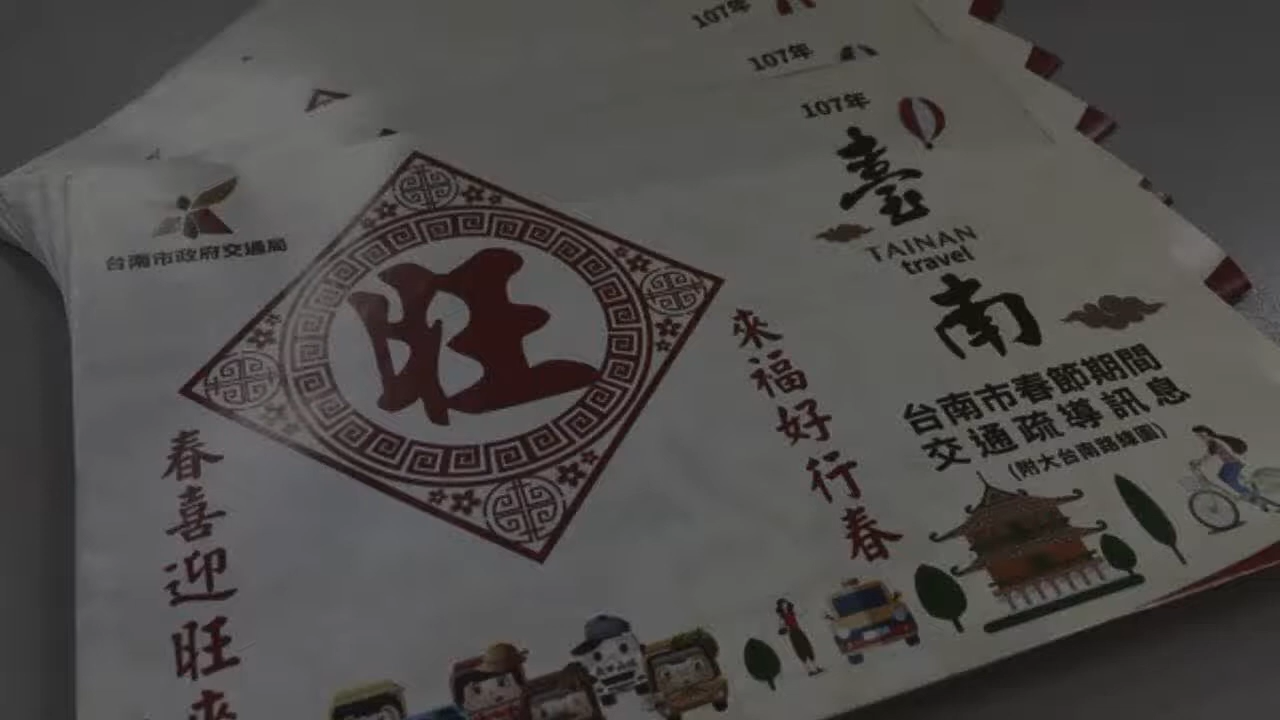 107年
107年
107年
臺南
TAINAN
travel
台南市春節期間
交通疏導訊息
(附大台南路線圖)
台南市政府交通局
旺
來福好行春
春喜迎旺來